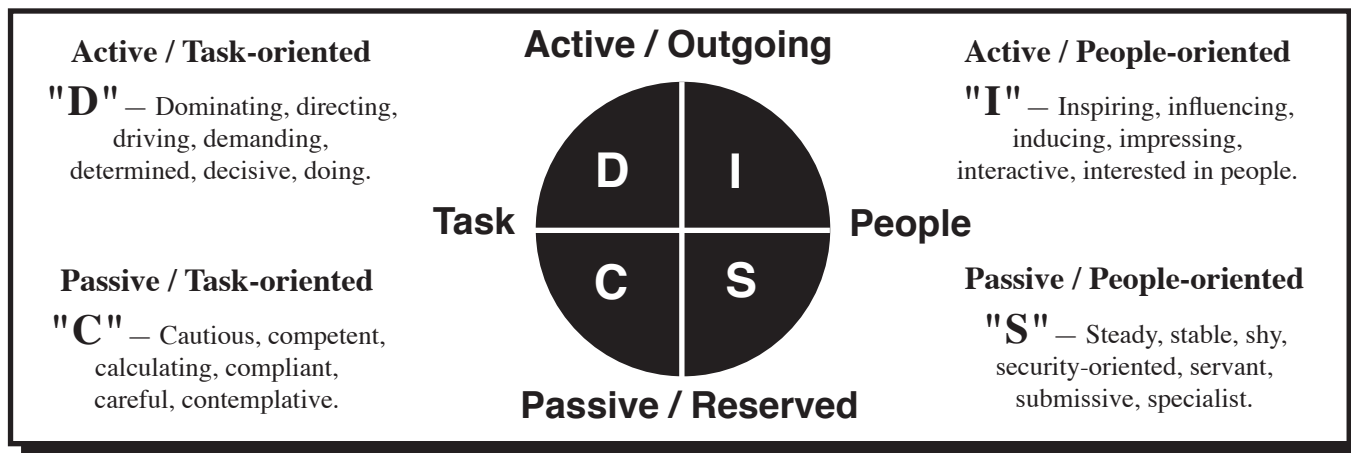 Active / Task-oriented
"D" — Dominating, directing,
driving, demanding,
determined, decisive, doing.
Active / Outgoing
Active / People-oriented
"I" — Inspiring, influencing,
inducing, impressing,
interactive, interested in people.
D
I
Task
People
C
S
Passive / Task-oriented
"C" — Cautious, competent,
calculating, compliant,
careful, contemplative.
Passive / Reserved
Passive / People-oriented
"S" — Steady, stable, shy,
security-oriented, servant,
submissive, specialist.